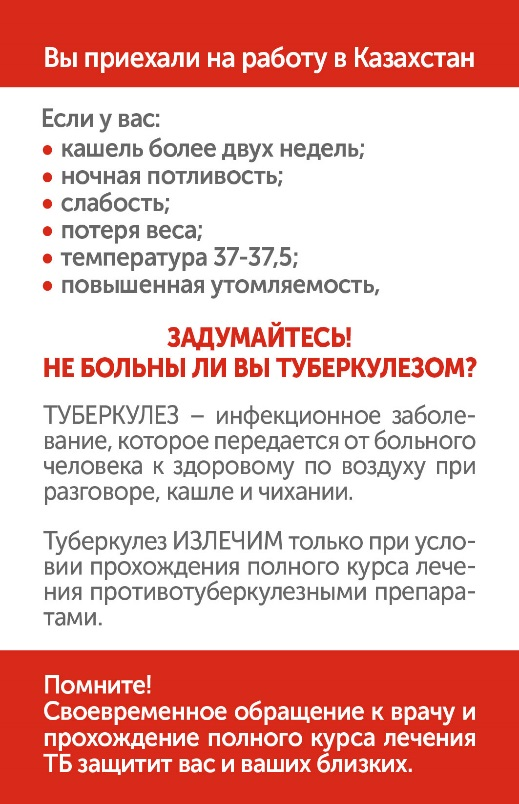 Вы приехали на работу в Казахстан
Если у вас:
• кашель более двух недель;
• ночная потливость;
• слабость;
• потеря веса;
• температура 37-37,5;
• повышенная утомляемость,
ЗАДУМАЙТЕСЬ!
НЕ БОЛЬНЫ ЛИ ВЫ ТУБЕРКУЛЕЗОМ?
ТУБЕРКУЛЕЗ – инфекционное заболе-
вание, которое передается от больного
человека к здоровому по воздуху при
разговоре, кашле и чихании.
Туберкулез ИЗЛЕЧИМ только при усло-
вии прохождения полного курса лече-
ния противотуберкулезными препара-
тами.
Помните!
Своевременное обращение к врачу и
прохождение полного курса лечения
ТБ защитит вас и ваших близких.